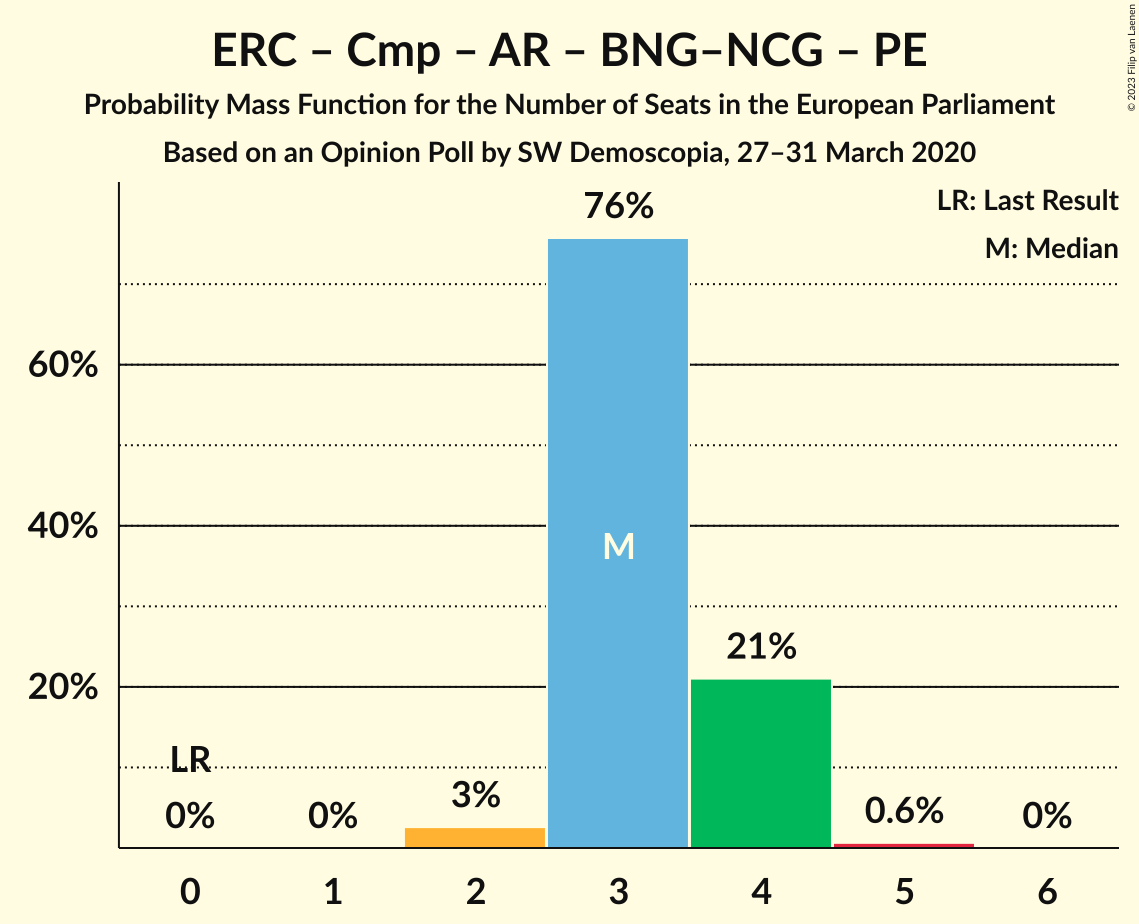 ERC – Cmp – AR – BNG–NCG – PE
Probability Mass Function for the Number of Seats in the European Parliament
Based on an Opinion Poll by SW Demoscopia, 27–31 March 2020
© 2023 Filip van Laenen
LR: Last Result
M: Median
76%
60%
40%
M
21%
20%
LR
0%
0%
3%
0.6%
0%
0 1 2 3 4 5 6